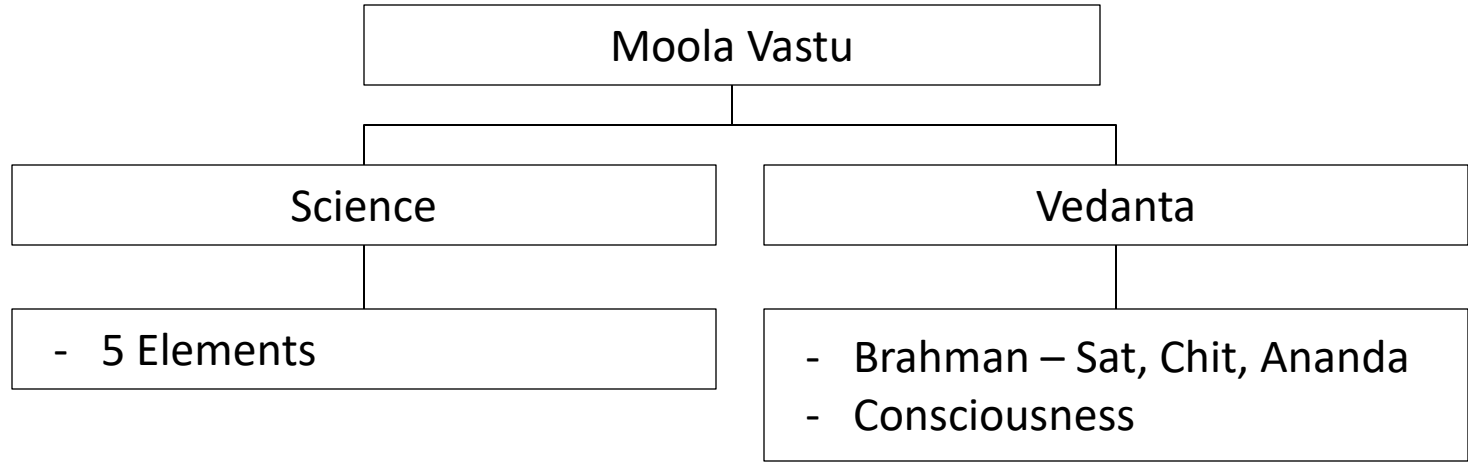 Moola Vastu
Science
Vedanta
- 5 Elements
- Brahman – Sat, Chit, Ananda
- Consciousness